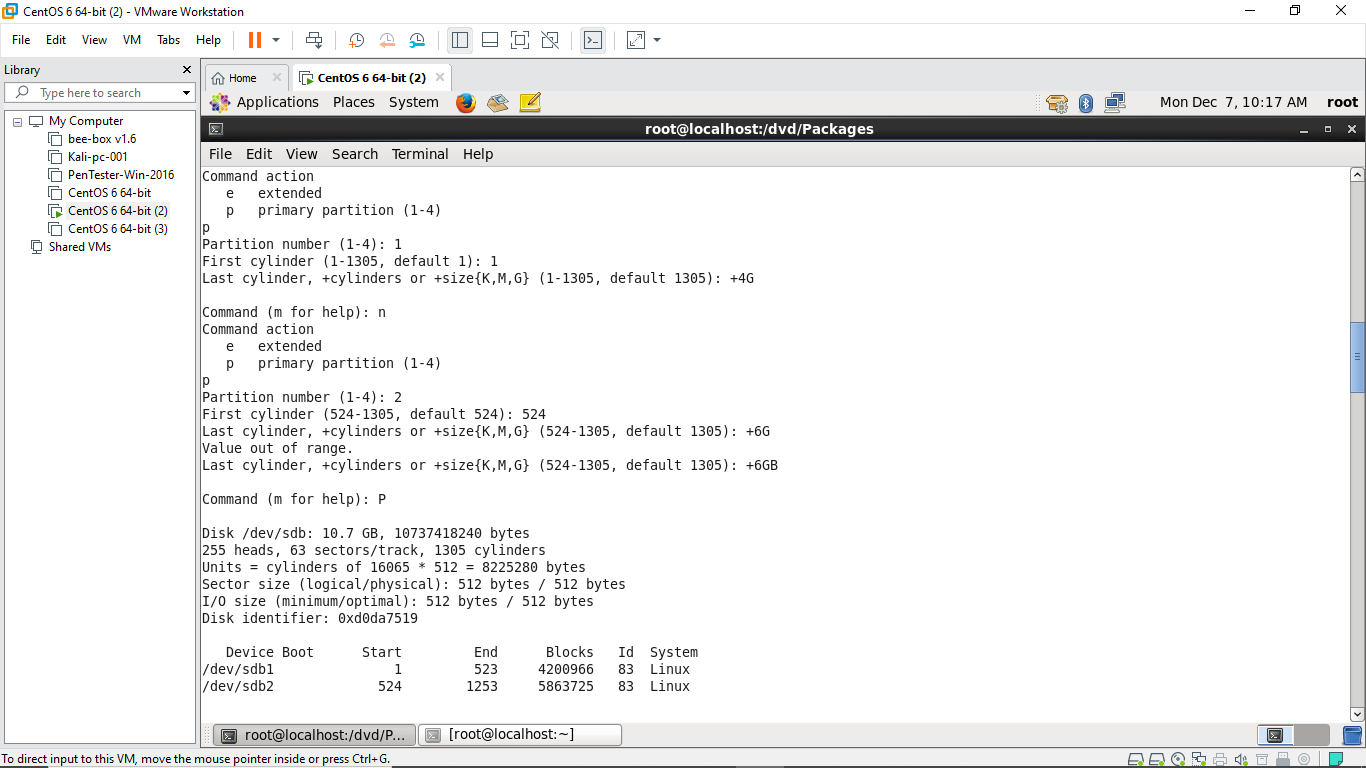 CentOS 6 64-bit (2) - VMware Workstation
File Edit View VM Tabs Help
Library
Type here to search
My Computer
bee-box v1.6
Kali-pc-001
PenTester-Win-2016
CentOS 6 64-bit
CentOS 6 64-bit (2)
CentOS 6 64-bit (3)
Shared VMs
Home CentOS 6 64-bit (2)
Applications Places System Mon Dec 7, 10:17 AM root
root@localhost:/dvd/Packages
File Edit View Search Terminal Help
Command action
   e   extended
   p   primary partition (1-4)
p
Partition number (1-4): 1
First cylinder (1-1305, default 1): 1
Last cylinder, +cylinders or +size{K,M,G} (1-1305, default 1305): +4G
Command (m for help): n
Command action
   e   extended
   p   primary partition (1-4)
p
Partition number (1-4): 2
First cylinder (524-1305, default 524): 524
Last cylinder, +cylinders or +size{K,M,G} (524-1305, default 1305): +6G
Value out of range.
Last cylinder, +cylinders or +size{K,M,G} (524-1305, default 1305): +6GB
Command (m for help): P
Disk /dev/sdb: 10.7 GB, 10737418240 bytes
255 heads, 63 sectors/track, 1305 cylinders
Units = cylinders of 16065 * 512 = 8225280 bytes
Sector size (logical/physical): 512 bytes / 512 bytes
I/O size (minimum/optimal): 512 bytes / 512 bytes
Disk identifier: 0xd0da7519
   Device Boot      Start         End      Blocks   Id  System
/dev/sdb1               1         523     4200966   83  Linux
/dev/sdb2             524        1253     5863725   83  Linux
root@localhost:/dvd/P... [root@localhost:~]
To direct input to this VM, move the mouse pointer inside or press Ctrl+G.